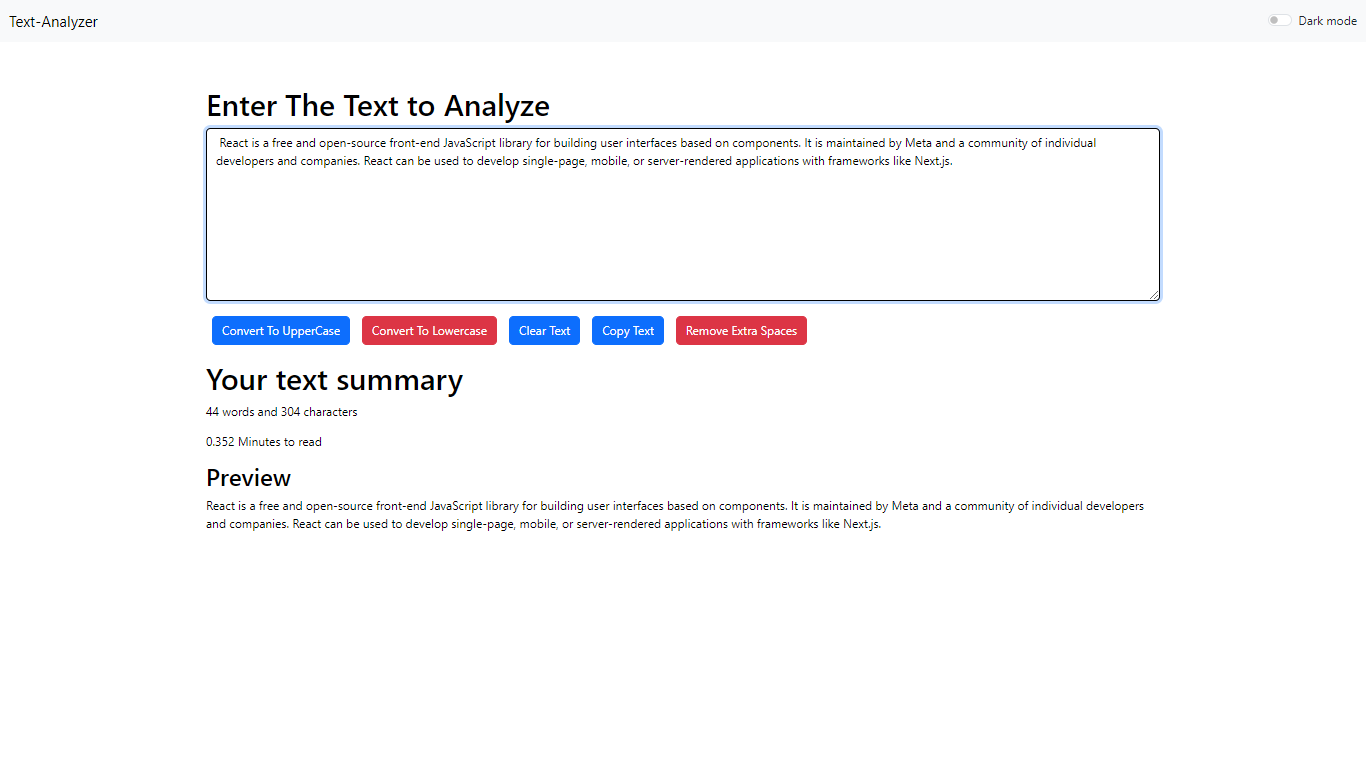 Text-Analyzer
Dark mode
Enter The Text to Analyze
React is a free and open-source front-end JavaScript library for building user interfaces based on components. It is maintained by Meta and a community of individual
developers and companies. React can be used to develop single-page, mobile, or server-rendered applications with frameworks like Next.js.
Convert To UpperCase
Convert To Lowercase
Clear Text
Copy Text
Remove Extra Spaces
Your text summary
44 words and 304 characters
0.352 Minutes to read
Preview
React is a free and open-source front-end JavaScript library for building user interfaces based on components. It is maintained by Meta and a community of individual developers
and companies. React can be used to develop single-page, mobile, or server-rendered applications with frameworks like Next.js.